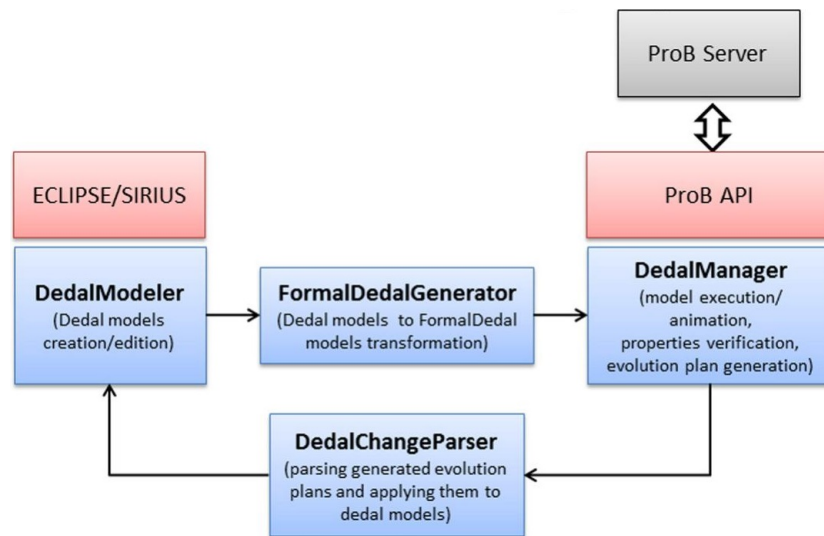 ProB Server
ECLIPSE/SIRIUS
ProB API
DedalModeler
(Dedal models
creation/edition)
FormalDedalGenerator
(Dedal models to FormalDedal
models transformation)
DedalManager
(model execution/
animation,
properties verification,
evolution plan generation)
DedalChangeParser
(parsing generated evolution
plans and applying them to
dedal models)